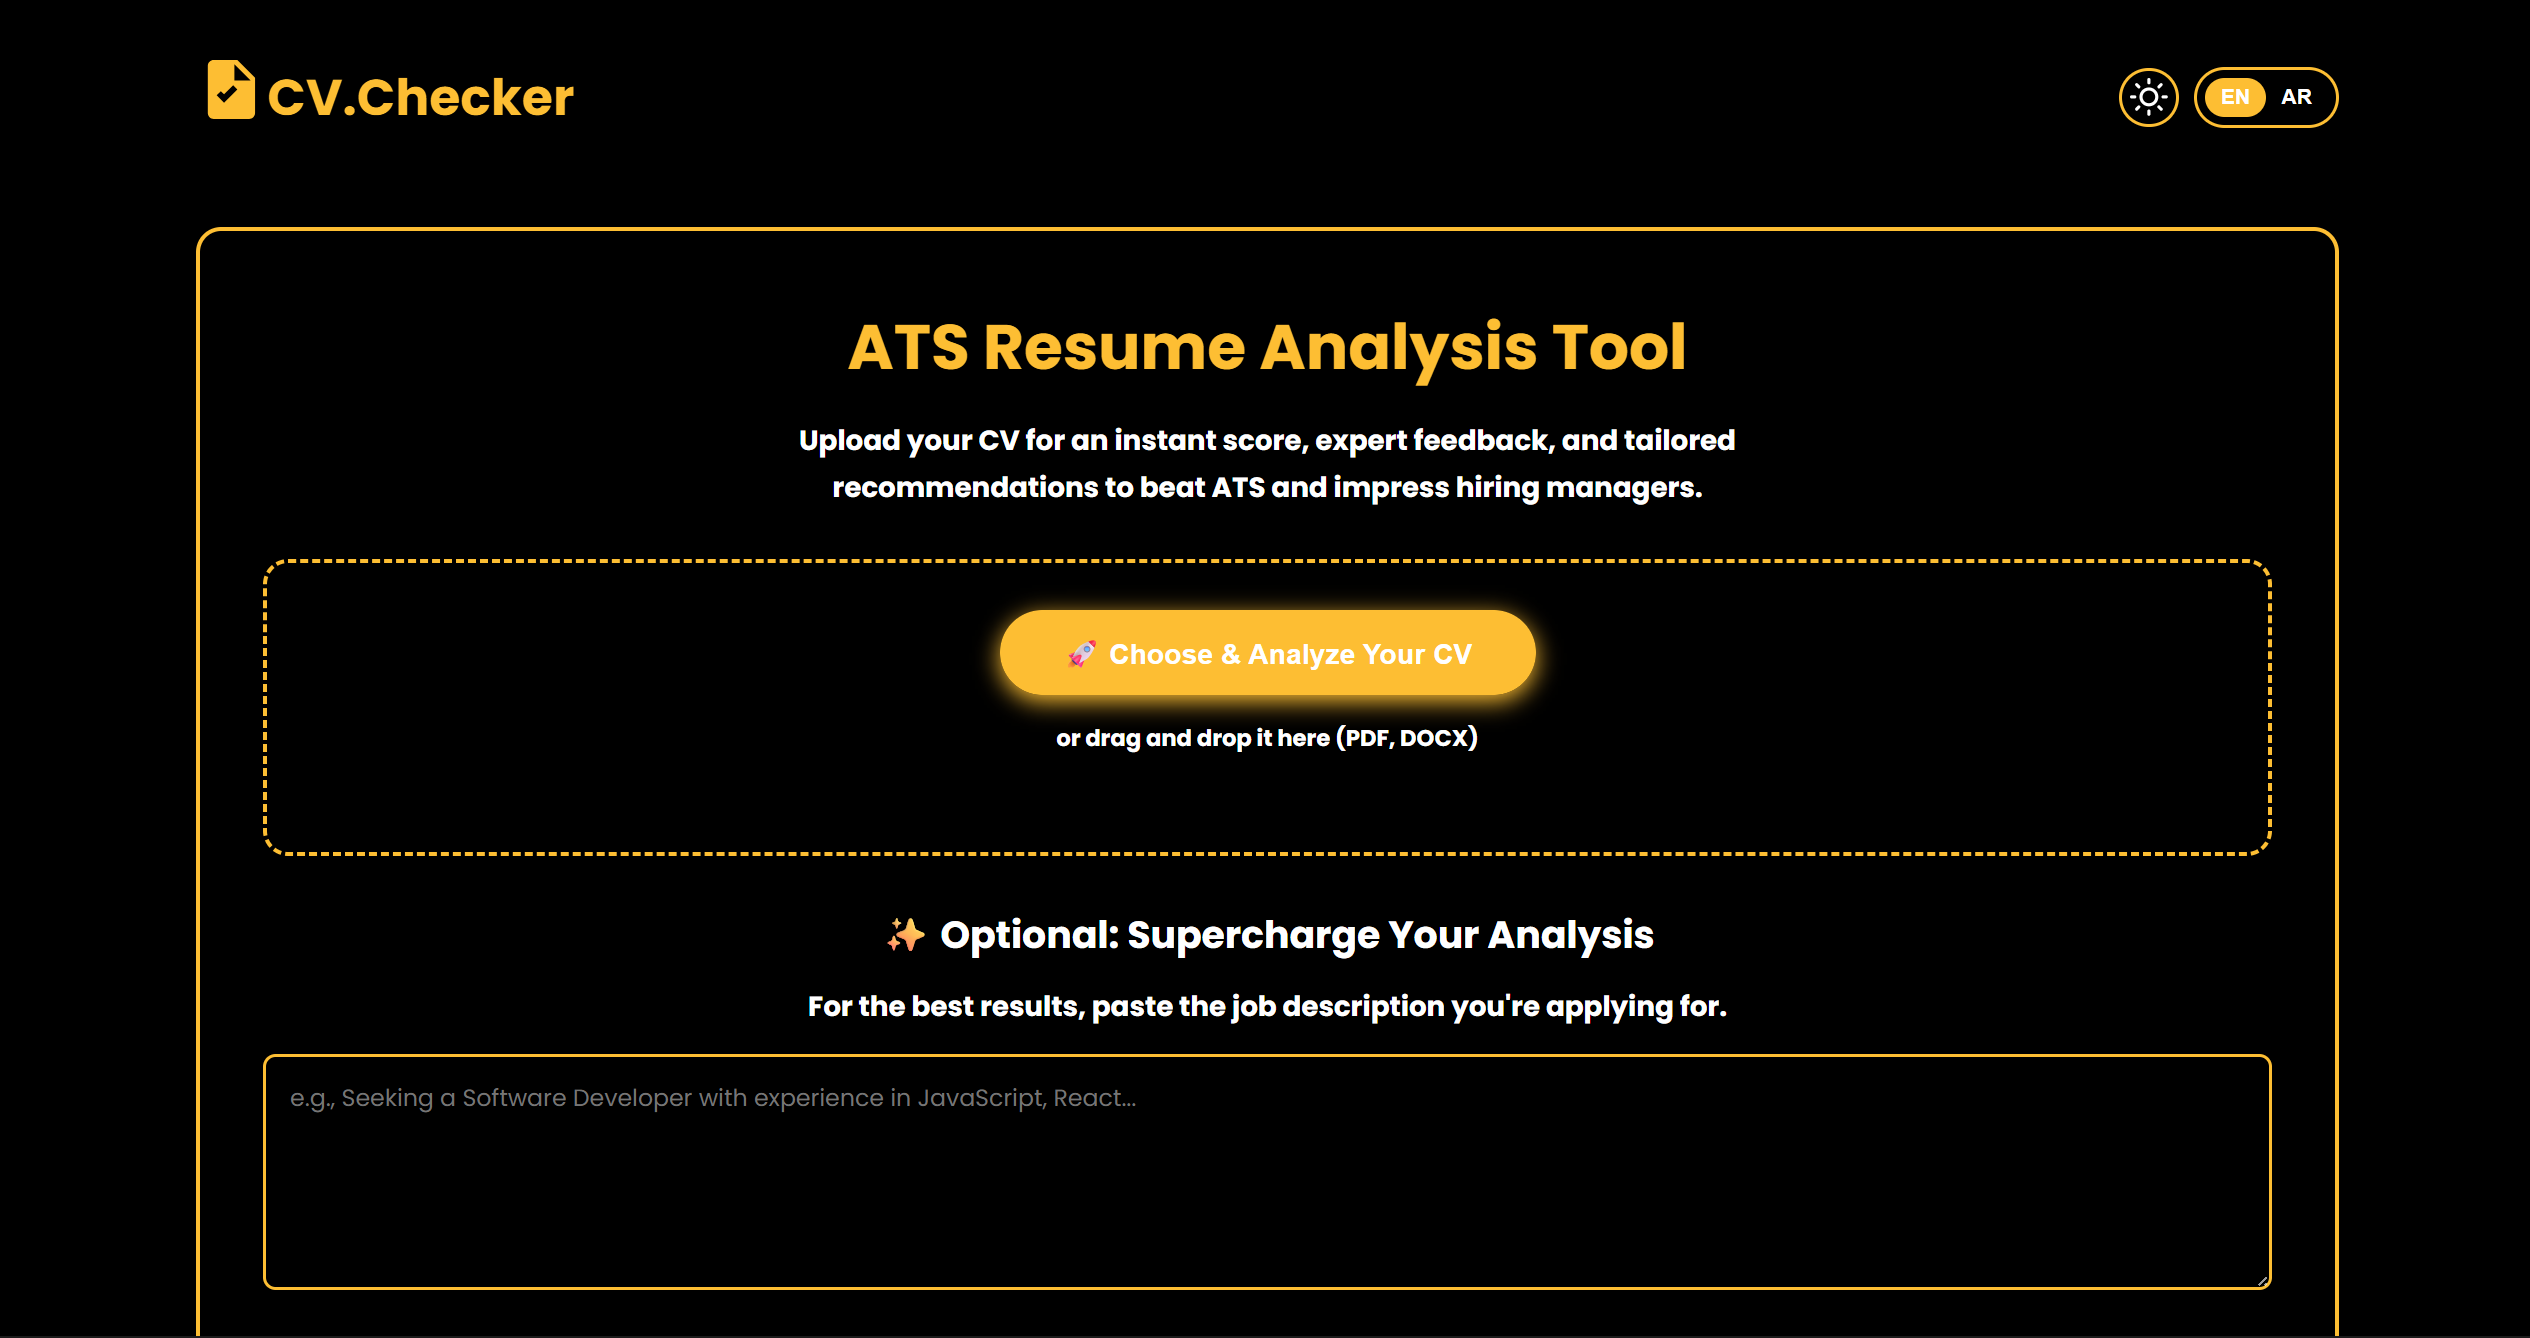 CV.Checker
EN AR
ATS Resume Analysis Tool
Upload your CV for an instant score, expert feedback, and tailored
recommendations to beat ATS and impress hiring managers.
🚀 Choose & Analyze Your CV
or drag and drop it here (PDF, DOCX)
✨ Optional: Supercharge Your Analysis
For the best results, paste the job description you're applying for.
e.g., Seeking a Software Developer with experience in JavaScript, React...